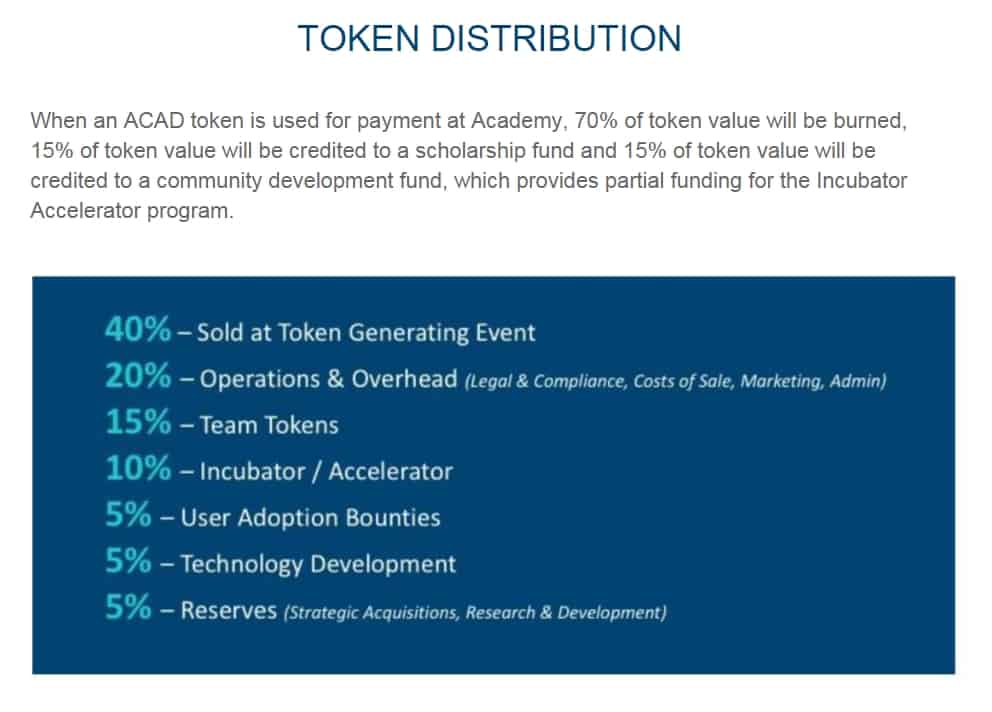 TOKEN DISTRIBUTION
When an ACAD token is used for payment at Academy, 70% of token value will be burned,
15% of token value will be credited to a scholarship fund and 15% of token value will be
credited to a community development fund, which provides partial funding for the Incubator
Accelerator program.
40% – Sold at Token Generating Event
20% – Operations & Overhead (Legal & Compliance, Costs of Sale, Marketing, Admin)
15% – Team Tokens
10% – Incubator / Accelerator
5% – User Adoption Bounties
5% – Technology Development
5% – Reserves (Strategic Acquisitions, Research & Development)